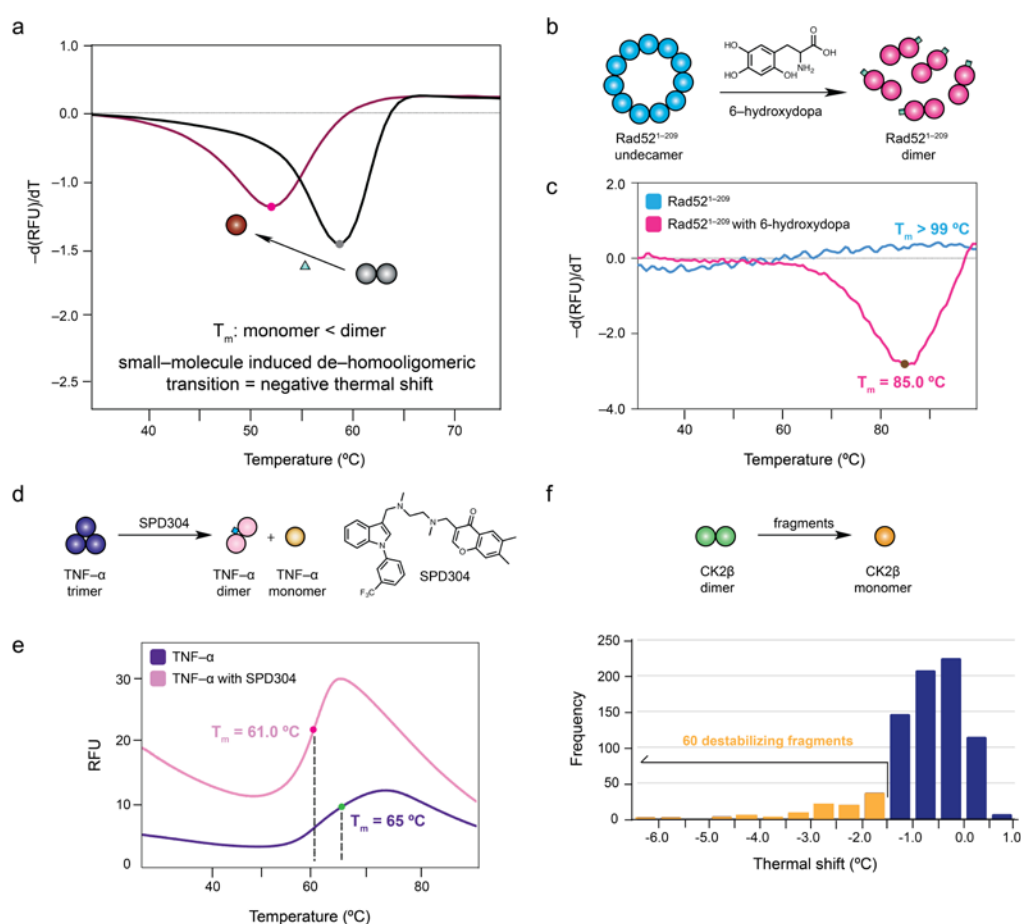 a
1.0
0.0
−1.0
−1.5
−2.0
−2.5
−d(RFU)/dT
Tm: monomer < dimer
small–molecule induced de–homooligomeric
transition = negative thermal shift
40
50
60
70
Temperature (ºC)
b
HO
HO
OH
O
OH
NH2
6–hydroxydopa
Rad52¹⁻²⁰⁹
undecamer
Rad52¹⁻²⁰⁹
dimer
c
Rad52¹⁻²⁰⁹
Rad52¹⁻²⁰⁹ with 6-hydroxydopa
Tm > 99 ºC
Tm = 85.0 ºC
2.0
0.0
−2.0
−4.0
−d(RFU)/dT
40
60
80
Temperature (ºC)
d
SPD304
TNF–α
trimer
TNF–α
dimer
+
TNF–α
monomer
N
N
N
O
O
F3C
SPD304
e
TNF–α
TNF–α with SPD304
Tm = 61.0 ºC
Tm = 65 ºC
30
20
10
0
RFU
40
60
80
Temperature (ºC)
f
fragments
CK2β
dimer
CK2β
monomer
250
200
150
100
50
0
Frequency
60 destabilizing fragments
-6.0
-5.0
-4.0
-3.0
-2.0
-1.0
0.0
1.0
Thermal shift (ºC)